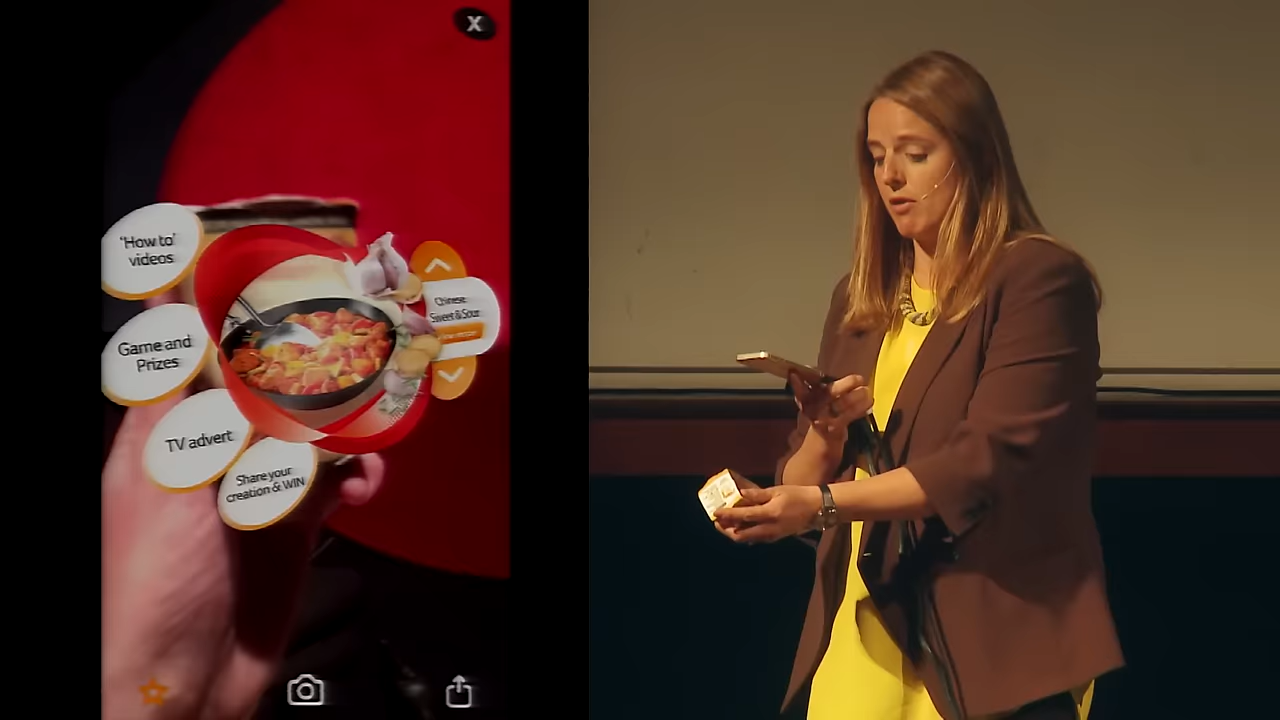 X
'How to'
videos
Game and
Prizes
TV advert
Share your
creation & WIN
Chinese
Sweet & Sour